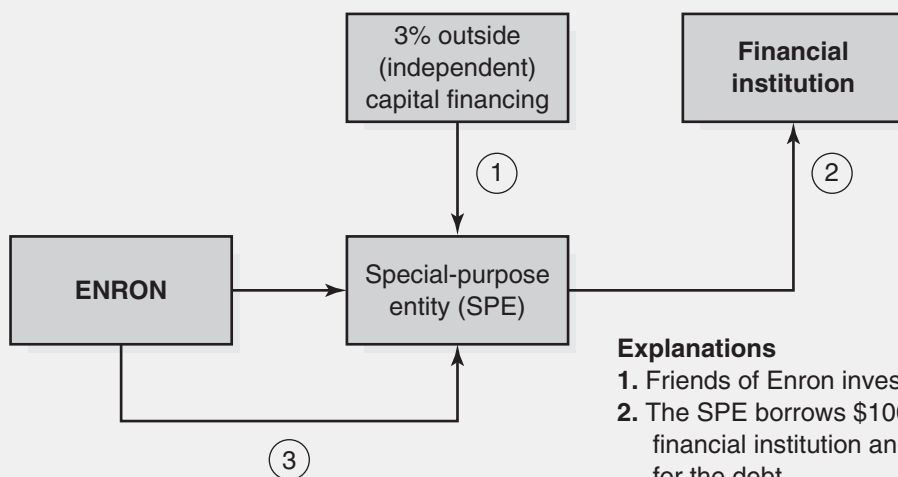 3% outside
(independent)
capital financing
Financial
institution
1
2
ENRON
Special-purpose
entity (SPE)
3
Explanations
1. Friends of Enron inves
2. The SPE borrows $100
financial institution an
for the debt